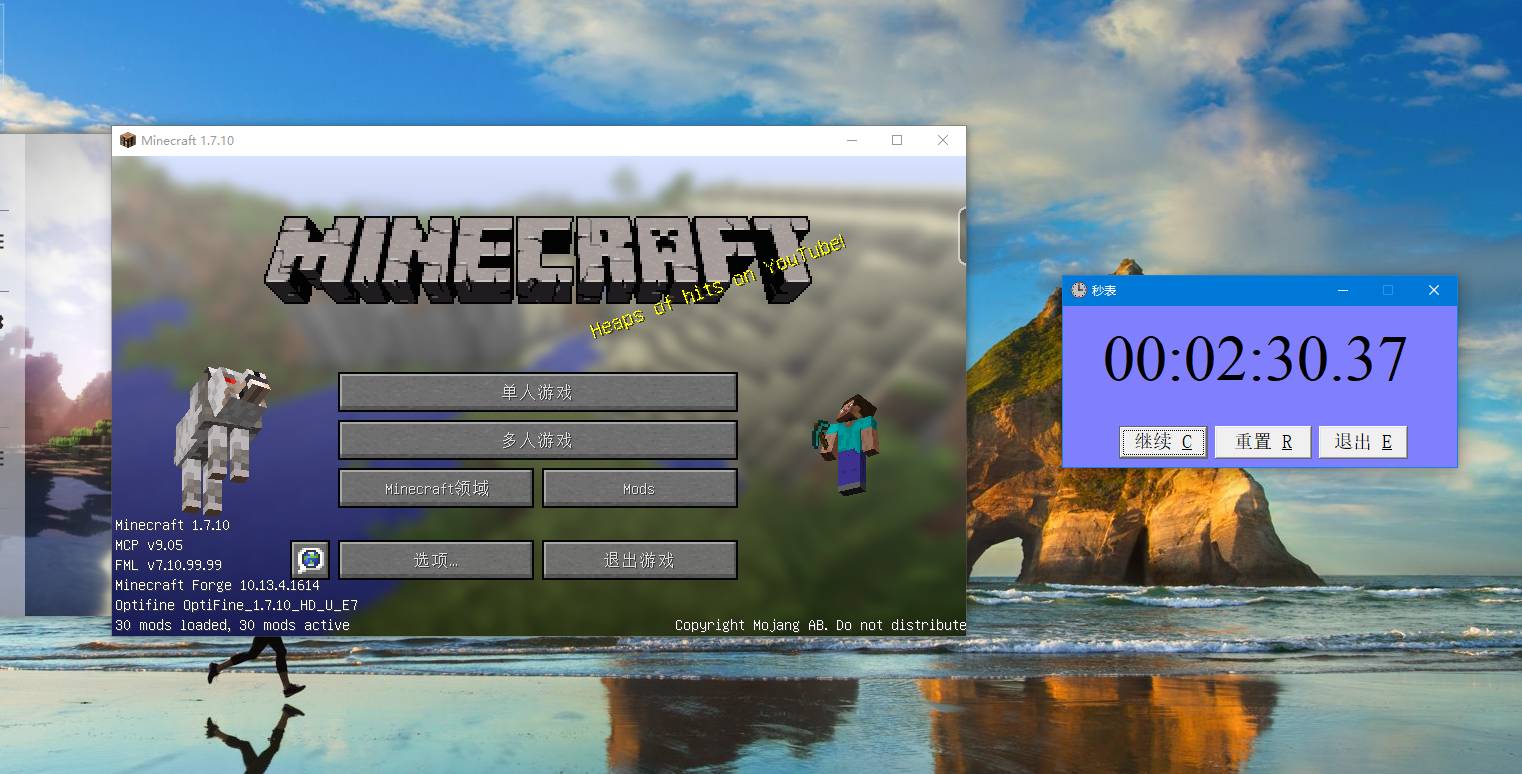 Minecraft 1.7.10
MINECRAFT
Heaps of hits on YouTube!
单人游戏
多人游戏
Minecraft领域
Mods
选项...
退出游戏
Minecraft 1.7.10
MCP v9.05
FML v7.10.99.99
Minecraft Forge 10.13.4.1614
Optifine OptiFine_1.7.10_HD_U_E7
30 mods loaded, 30 mods active
Copyright Mojang AB. Do not distribute
秒表
00:02:30.37
继续 C
重置 R
退出 E